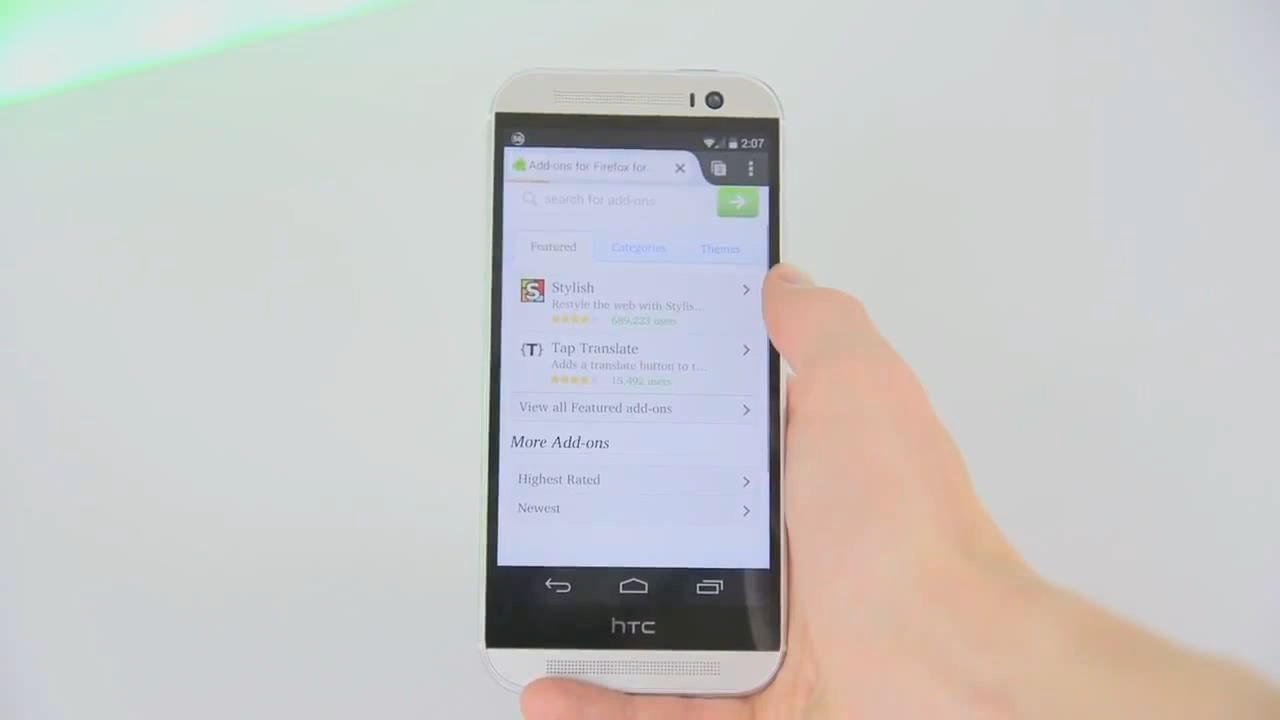 56
2:07
Add-ons for Firefox for...
search for add-ons
Featured Categories Themes
S
Stylish
Restyle the web with Stylis...
689,223 users
{T}
Tap Translate
Adds a translate button to t...
15,492 users
View all Featured add-ons
More Add-ons
Highest Rated
Newest
hTC